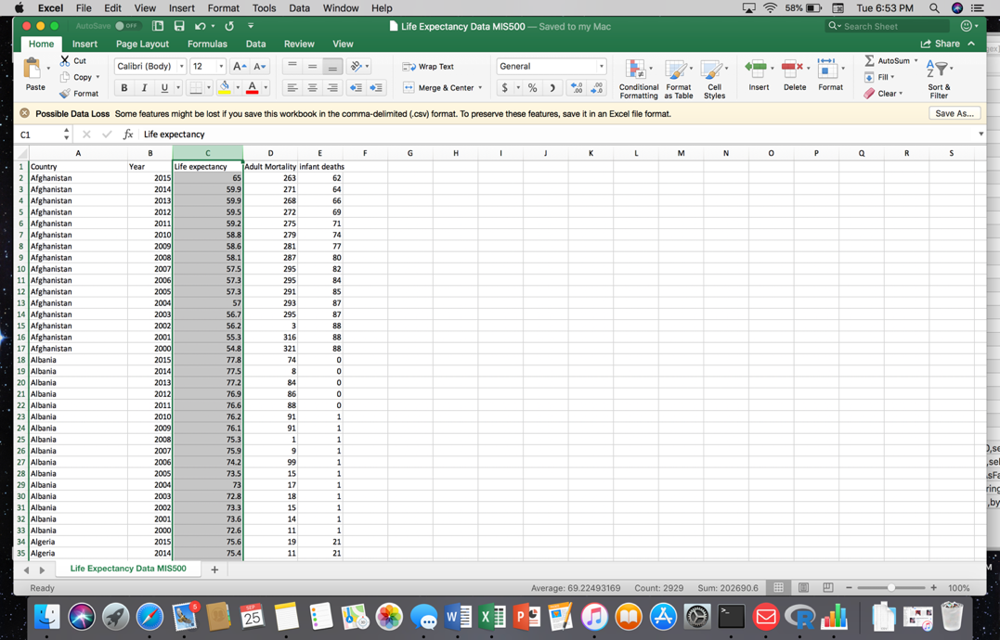 Excel File Edit View Insert Format Tools Data Window Help 58% Tue 6:53 PM
AutoSave OFF Life Expectancy Data MIS500 — Saved to my Mac Search Sheet
Home Insert Page Layout Formulas Data Review View Share
Paste Cut Copy Format
Calibri (Body) 12 A A
B I U A
Wrap Text
Merge & Center
General
$ %
Conditional Formatting Format as Table Cell Styles Insert Delete Format
AutoSum Fill Clear Sort & Filter
Possible Data Loss Some features might be lost if you save this workbook in the comma-delimited (.csv) format. To preserve these features, save it in an Excel file format. Save As...
C1 fx Life expectancy
A B C D E F G H I J K L M N O P Q R S
1 Country Year Life expectancy Adult Mortality infant deaths
2 Afghanistan 2015 65 263 62
3 Afghanistan 2014 59.9 271 64
4 Afghanistan 2013 59.9 268 66
5 Afghanistan 2012 59.5 272 69
6 Afghanistan 2011 59.2 275 71
7 Afghanistan 2010 58.8 279 74
8 Afghanistan 2009 58.6 281 77
9 Afghanistan 2008 58.1 287 80
10 Afghanistan 2007 57.5 295 82
11 Afghanistan 2006 57.3 295 84
12 Afghanistan 2005 57.3 291 85
13 Afghanistan 2004 57 293 87
14 Afghanistan 2003 56.7 295 87
15 Afghanistan 2002 56.2 3 88
16 Afghanistan 2001 55.3 316 88
17 Afghanistan 2000 54.8 321 88
18 Albania 2015 77.8 74 0
19 Albania 2014 77.5 8 0
20 Albania 2013 77.2 84 0
21 Albania 2012 76.9 86 0
22 Albania 2011 76.6 88 0
23 Albania 2010 76.2 91 1
24 Albania 2009 76.1 91 1
25 Albania 2008 75.3 1 1
26 Albania 2007 75.9 9 1
27 Albania 2006 74.2 99 1
28 Albania 2005 73.5 15 1
29 Albania 2004 73 17 1
30 Albania 2003 72.8 18 1
31 Albania 2002 73.3 15 1
32 Albania 2001 73.6 14 1
33 Albania 2000 72.6 11 1
34 Algeria 2015 75.6 19 21
35 Algeria 2014 75.4 11 21
Life Expectancy Data MIS500 +
Ready Average: 69.22493169 Count: 2929 Sum: 202690.6 100%
5 SEP 25